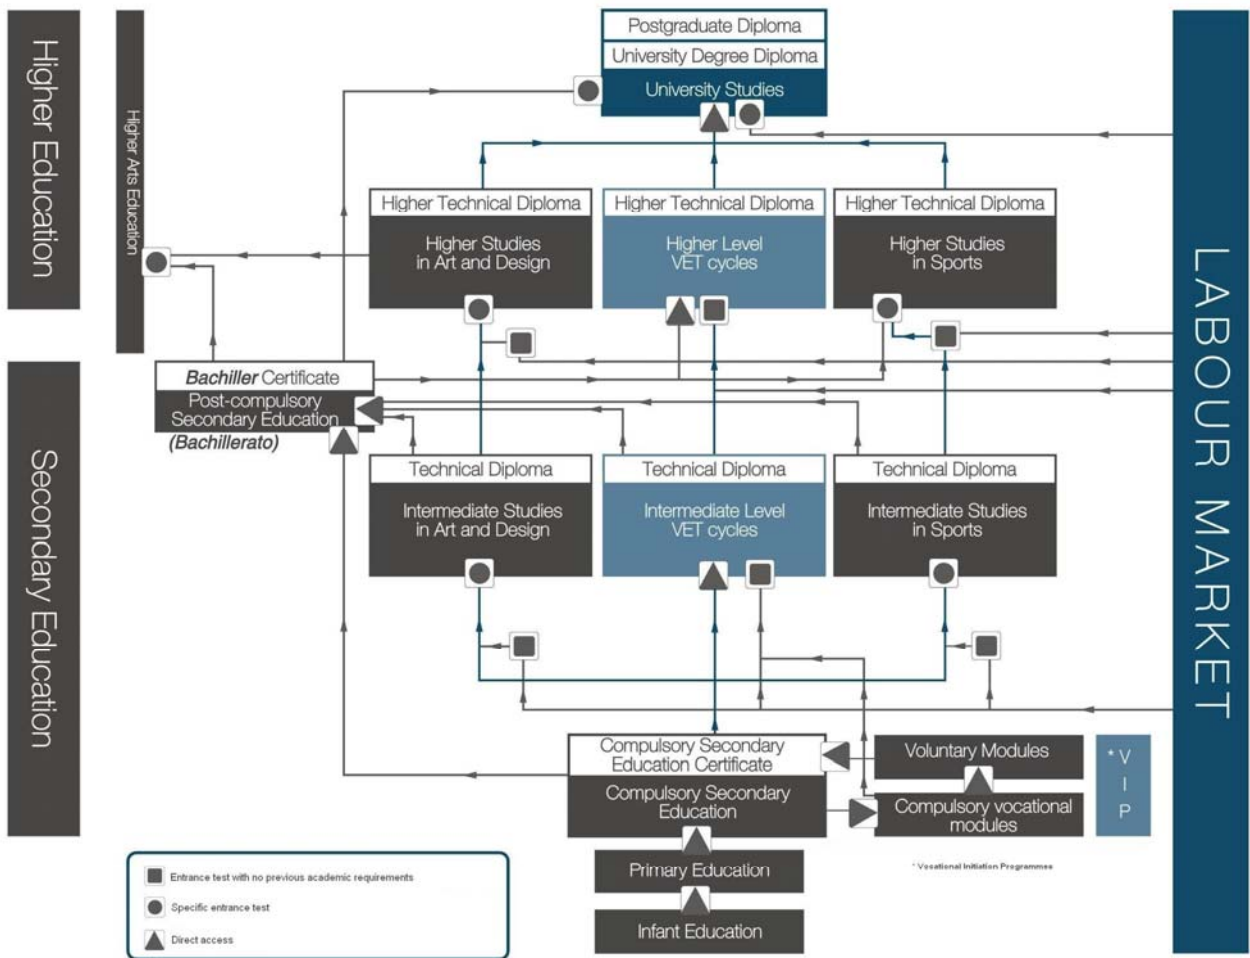 Higher Education
Higher Arts Education
Postgraduate Diploma
University Degree Diploma
University Studies
Higher Technical Diploma
Higher Studies
in Art and Design
Higher Technical Diploma
Higher Level
VET cycles
Higher Technical Diploma
Higher Studies
in Sports
LABOUR MARKET
Secondary Education
Bachiller Certificate
Post-compulsory
Secondary Education
(Bachillerato)
Technical Diploma
Intermediate Studies
in Art and Design
Technical Diploma
Intermediate Level
VET cycles
Technical Diploma
Intermediate Studies
in Sports
Compulsory Secondary
Education Certificate
Compulsory Secondary
Education
Voluntary Modules
Compulsory vocational
modules
* V
I
P
Primary Education
Infant Education
* Vocational Initiation Programmes
Entrance test with no previous academic requirements
Specific entrance test
Direct access